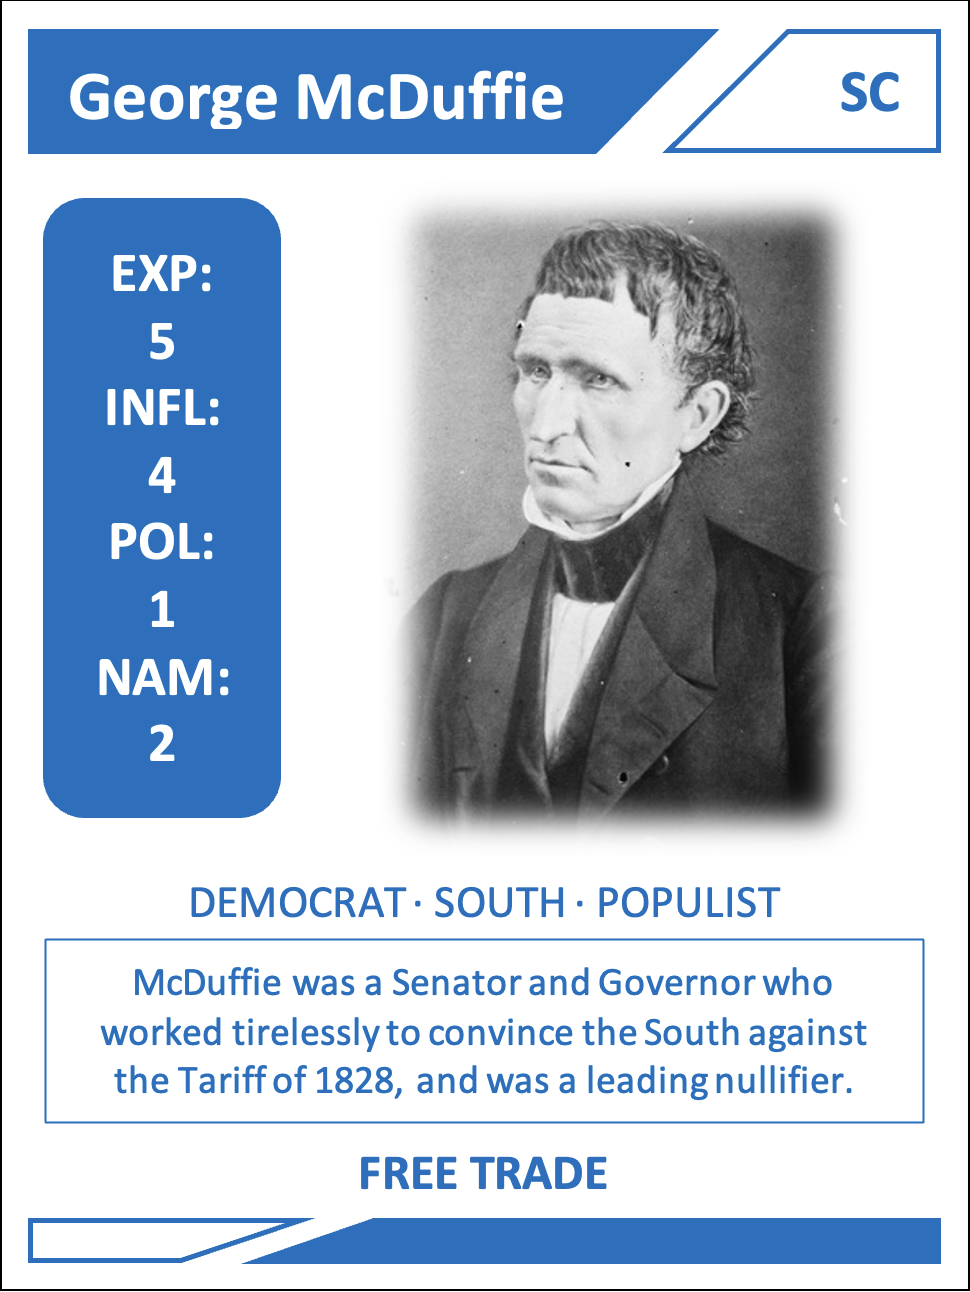 George McDuffie
SC
EXP:
5
INFL:
4
POL:
1
NAM:
2
DEMOCRAT · SOUTH · POPULIST
McDuffie was a Senator and Governor who
worked tirelessly to convince the South against
the Tariff of 1828, and was a leading nullifier.
FREE TRADE